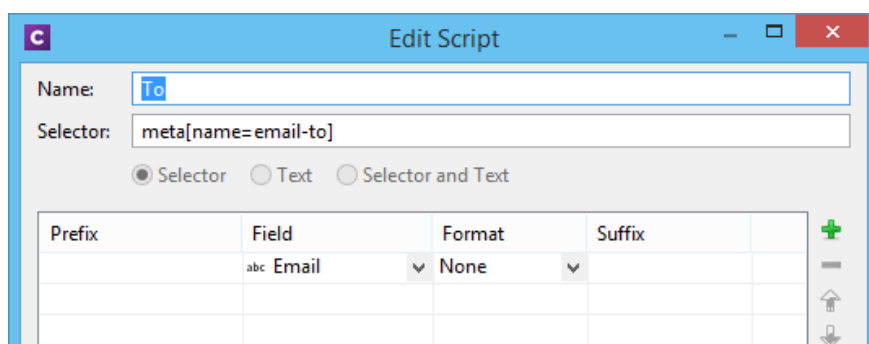 C
Edit Script
Name: To
Selector: meta[name=email-to]
Selector Text Selector and Text
Prefix Field Format Suffix
abc Email None